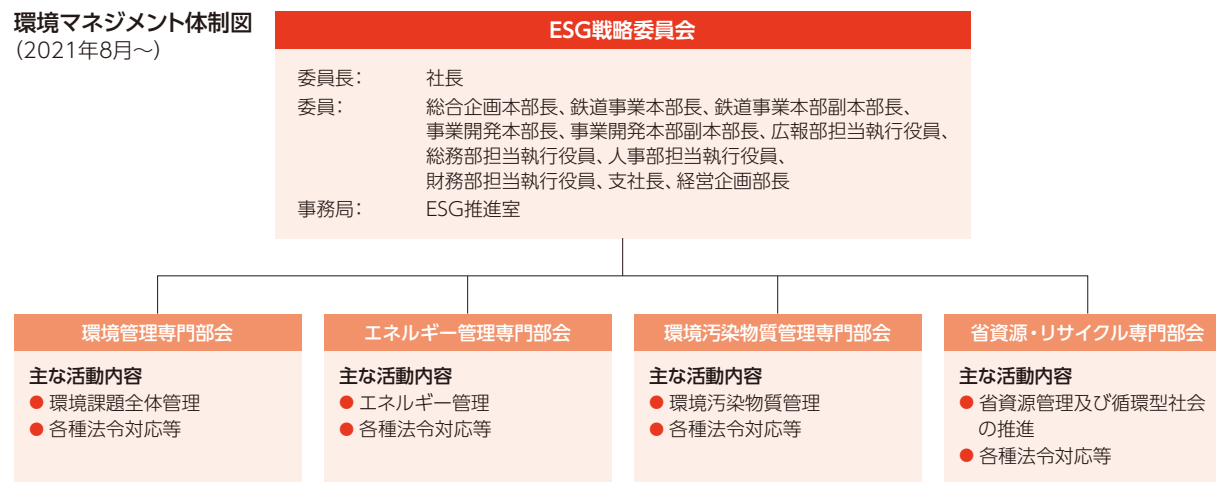 環境マネジメント体制図
（2021年8月～）
ESG戦略委員会
委員長： 社長
委員： 総合企画本部長、鉄道事業本部長、鉄道事業本部副本部長、
事業開発本部長、事業開発本部副本部長、広報部担当執行役員、
総務部担当執行役員、人事部担当執行役員、
財務部担当執行役員、支社長、経営企画部長
事務局： ESG推進室
環境管理専門部会
主な活動内容
● 環境課題全体管理
● 各種法令対応等
エネルギー管理専門部会
主な活動内容
● エネルギー管理
● 各種法令対応等
環境汚染物質管理専門部会
主な活動内容
● 環境汚染物質管理
● 各種法令対応等
省資源・リサイクル専門部会
主な活動内容
● 省資源管理及び循環型社会
の推進
● 各種法令対応等